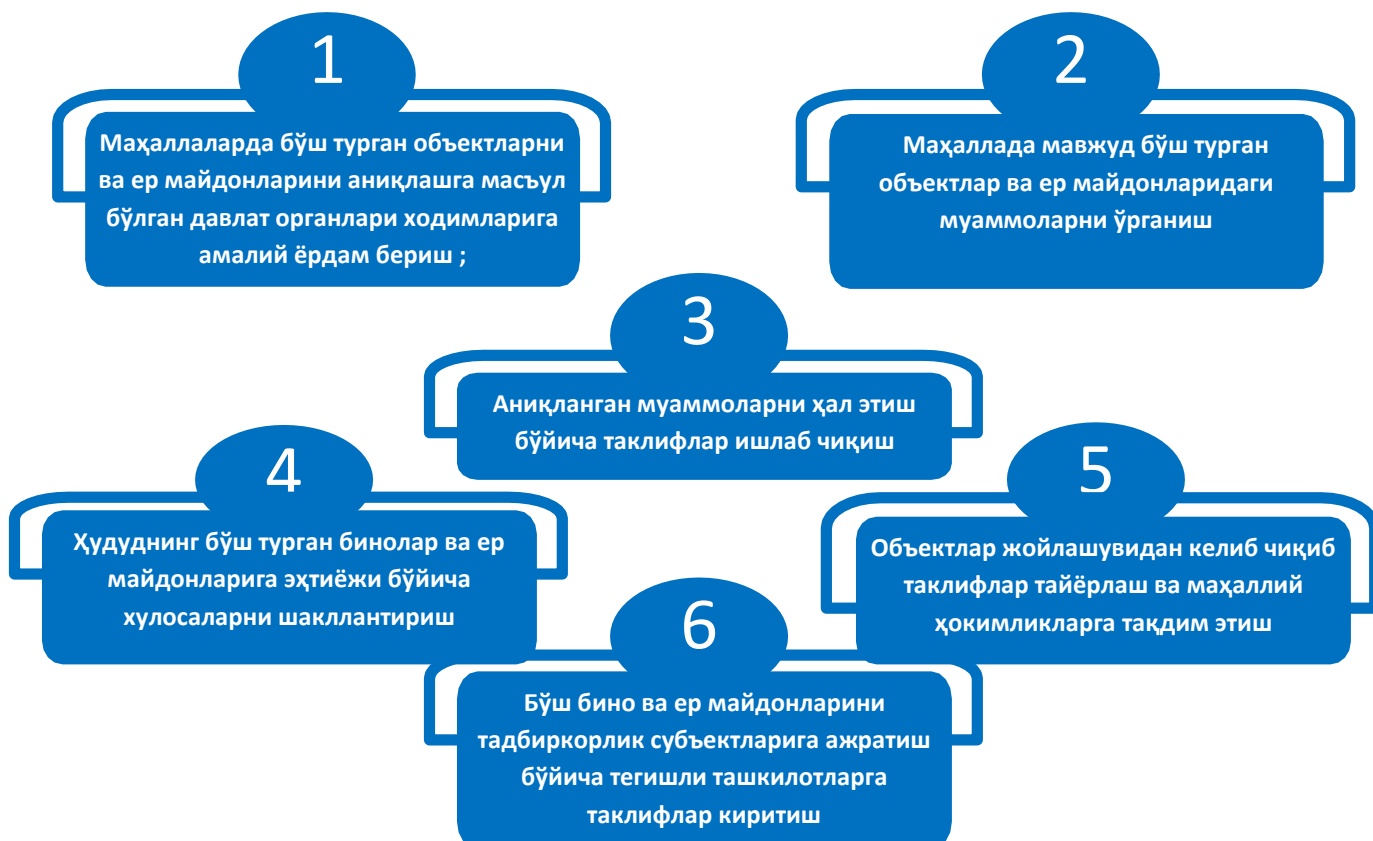 1
Маҳаллаларда бўш турган объектларни
ва ер майдонларини аниқлашга масъул
бўлган давлат органлари ходимларига
амалий ёрдам бериш ;
2
Маҳаллада мавжуд бўш турган
объектлар ва ер майдонларидаги
муаммоларни ўрганиш
3
Аниқланган муаммоларни ҳал этиш
бўйича таклифлар ишлаб чиқиш
4
Ҳудуднинг бўш турган бинолар ва ер
майдонларига эҳтиёжи бўйича
хулосаларни шакллантириш
5
Объектлар жойлашувидан келиб чиқиб
таклифлар тайёрлаш ва маҳаллий
ҳокимликларга тақдим этиш
6
Бўш бино ва ер майдонларини
тадбиркорлик субъектларига ажратиш
бўйича тегишли ташкилотларга
таклифлар киритиш